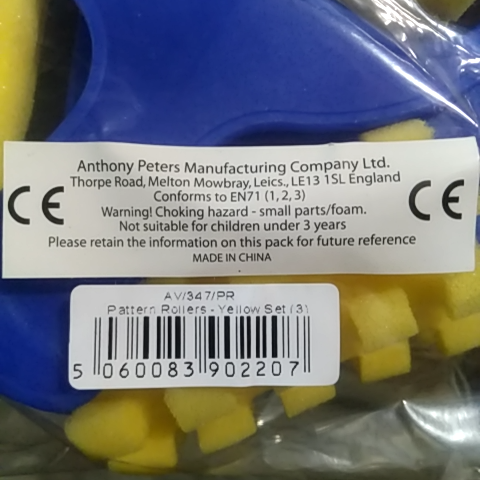 Anthony Peters Manufacturing Company Ltd.
Thorpe Road, Melton Mowbray, Leics., LE13 1SL England
Conforms to EN71 (1, 2, 3)
CE
CE
Warning! Choking hazard - small parts/foam.
Not suitable for children under 3 years
Please retain the information on this pack for future reference
MADE IN CHINA
AV/347/PR
Pattern Rollers - Yellow Set (3)
5 060083 902207